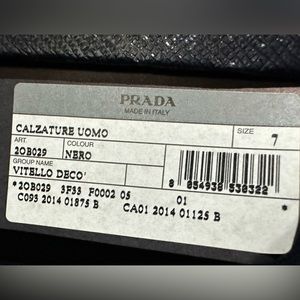 PRADA
MADE IN ITALY
CALZATURE UOMO
SIZE 7
ART. COLOUR
2OB029 NERO
GROUP NAME
VITELLO DECO'
*2OB029 3F33 F0002 05 01
C093 2014 01875 B CA01 2014 01125 B
8 054938 538322